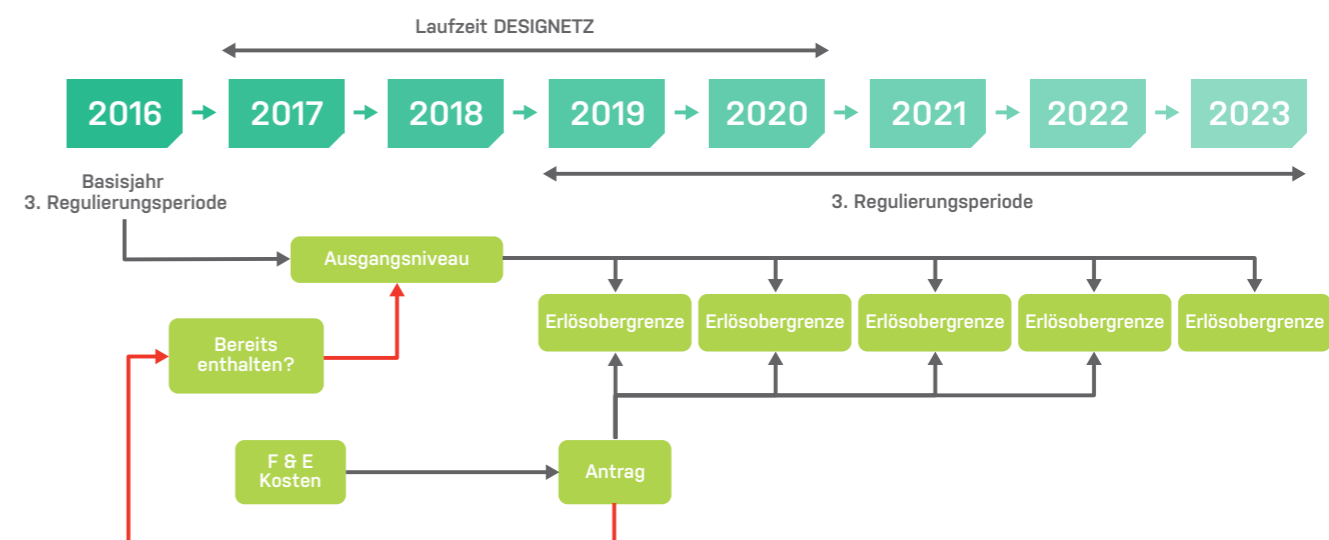 Laufzeit DESIGNETZ
2016
2017
2018
2019
2020
2021
2022
2023
Basisjahr
3. Regulierungsperiode
3. Regulierungsperiode
Ausgangsniveau
Erlösobergrenze
Erlösobergrenze
Erlösobergrenze
Erlösobergrenze
Erlösobergrenze
Bereits
enthalten?
F & E
Kosten
Antrag